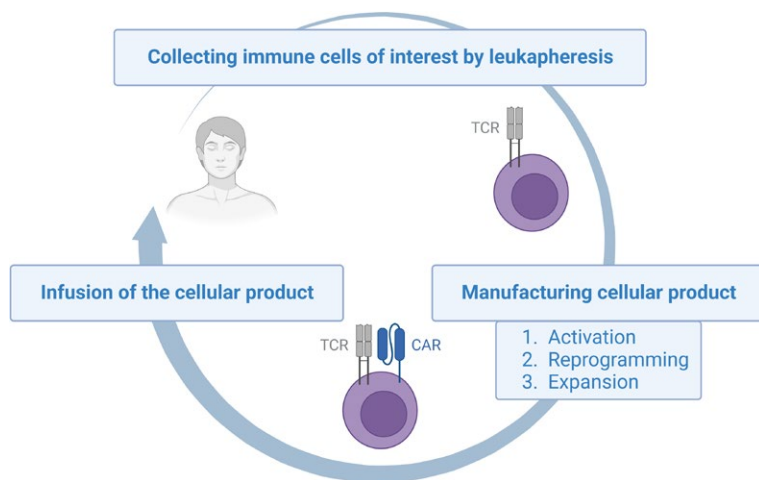 Collecting immune cells of interest by leukapheresis
TCR
Infusion of the cellular product
Manufacturing cellular product
1. Activation
2. Reprogramming
3. Expansion
TCR
CAR